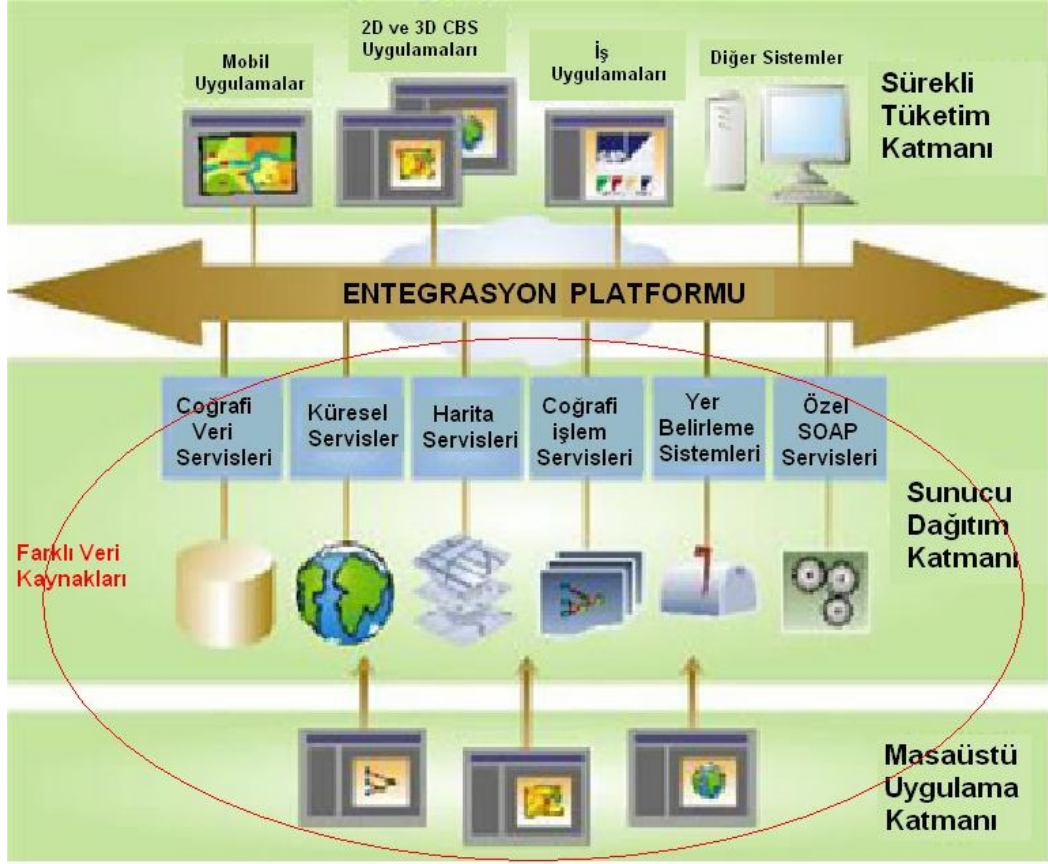 Mobil
Uygulamalar
2D ve 3D CBS
Uygulamaları
İş
Uygulamaları
Diğer Sistemler
Sürekli
Tüketim
Katmanı
ENTEGRASYON PLATFORMU
Coğrafi
Veri
Servisleri
Küresel
Servisler
Harita
Servisleri
Coğrafi
işlem
Servisleri
Yer
Belirleme
Sistemleri
Özel
SOAP
Servisleri
Sunucu
Dağıtım
Katmanı
Farklı Veri
Kaynakları
Masaüstü
Uygulama
Katmanı